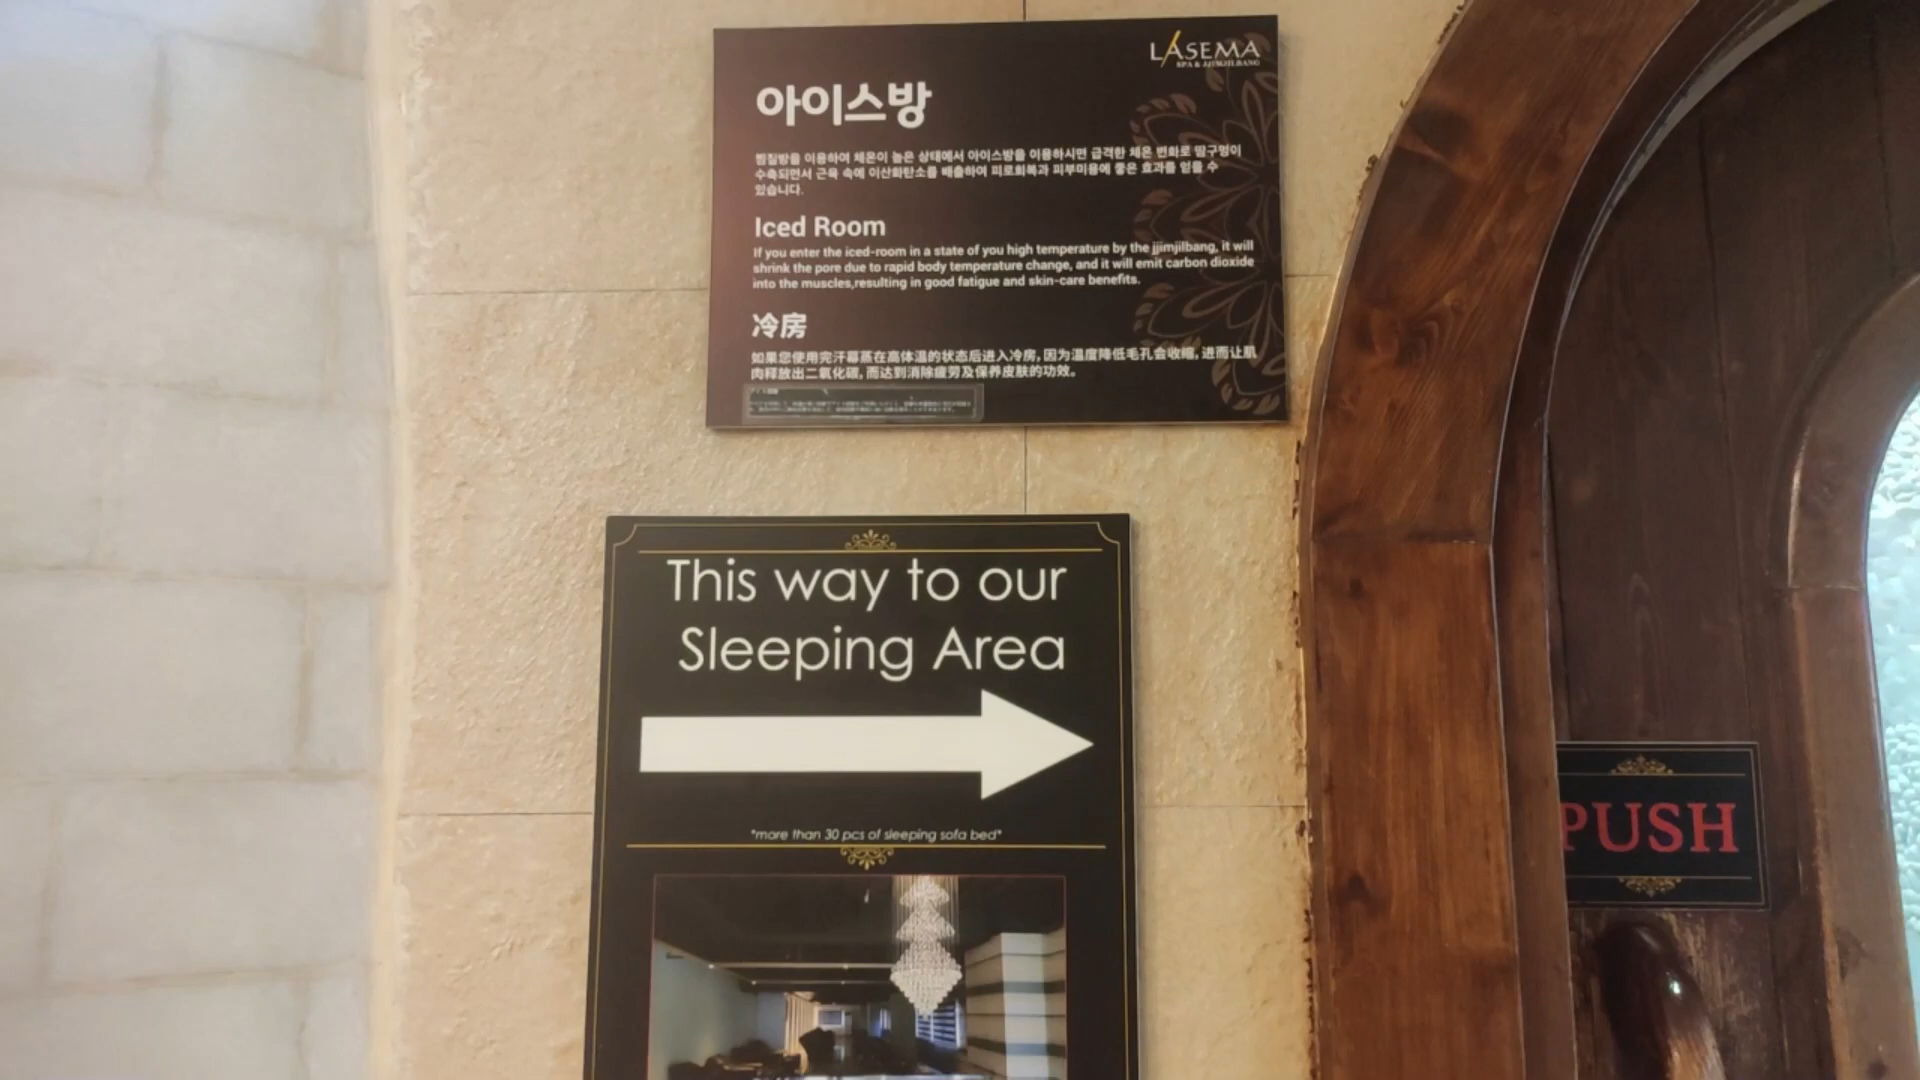 LASEMA
SPA & JJIMJILBANG
아이스방
찜질방을 이용하여 체온이 높은 상태에서 아이스방을 이용하시면 급격한 체온 변화로 땀구멍이
수축되면서 근육 속에 이산화탄소를 배출하여 피로회복과 피부미용에 좋은 효과를 얻을 수
있습니다.
Iced Room
If you enter the iced-room in a state of you high temperature by the jjimjilbang, it will
shrink the pore due to rapid body temperature change, and it will emit carbon dioxide
into the muscles,resulting in good fatigue and skin-care benefits.
冷房
如果您使用完汗幕蒸在高体温的状态后进入冷房, 因为温度降低毛孔会收缩, 进而让肌
肉释放出二氧化碳, 而达到消除疲劳及保养皮肤的功效。
This way to our
Sleeping Area
*more than 30 pcs of sleeping sofa bed*
PUSH